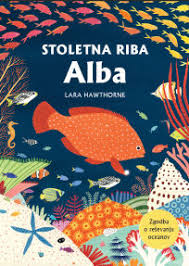 STOLETNA RIBA
Alba
LARA HAWTHORNE
Zgodba
o reševanju
oceanov